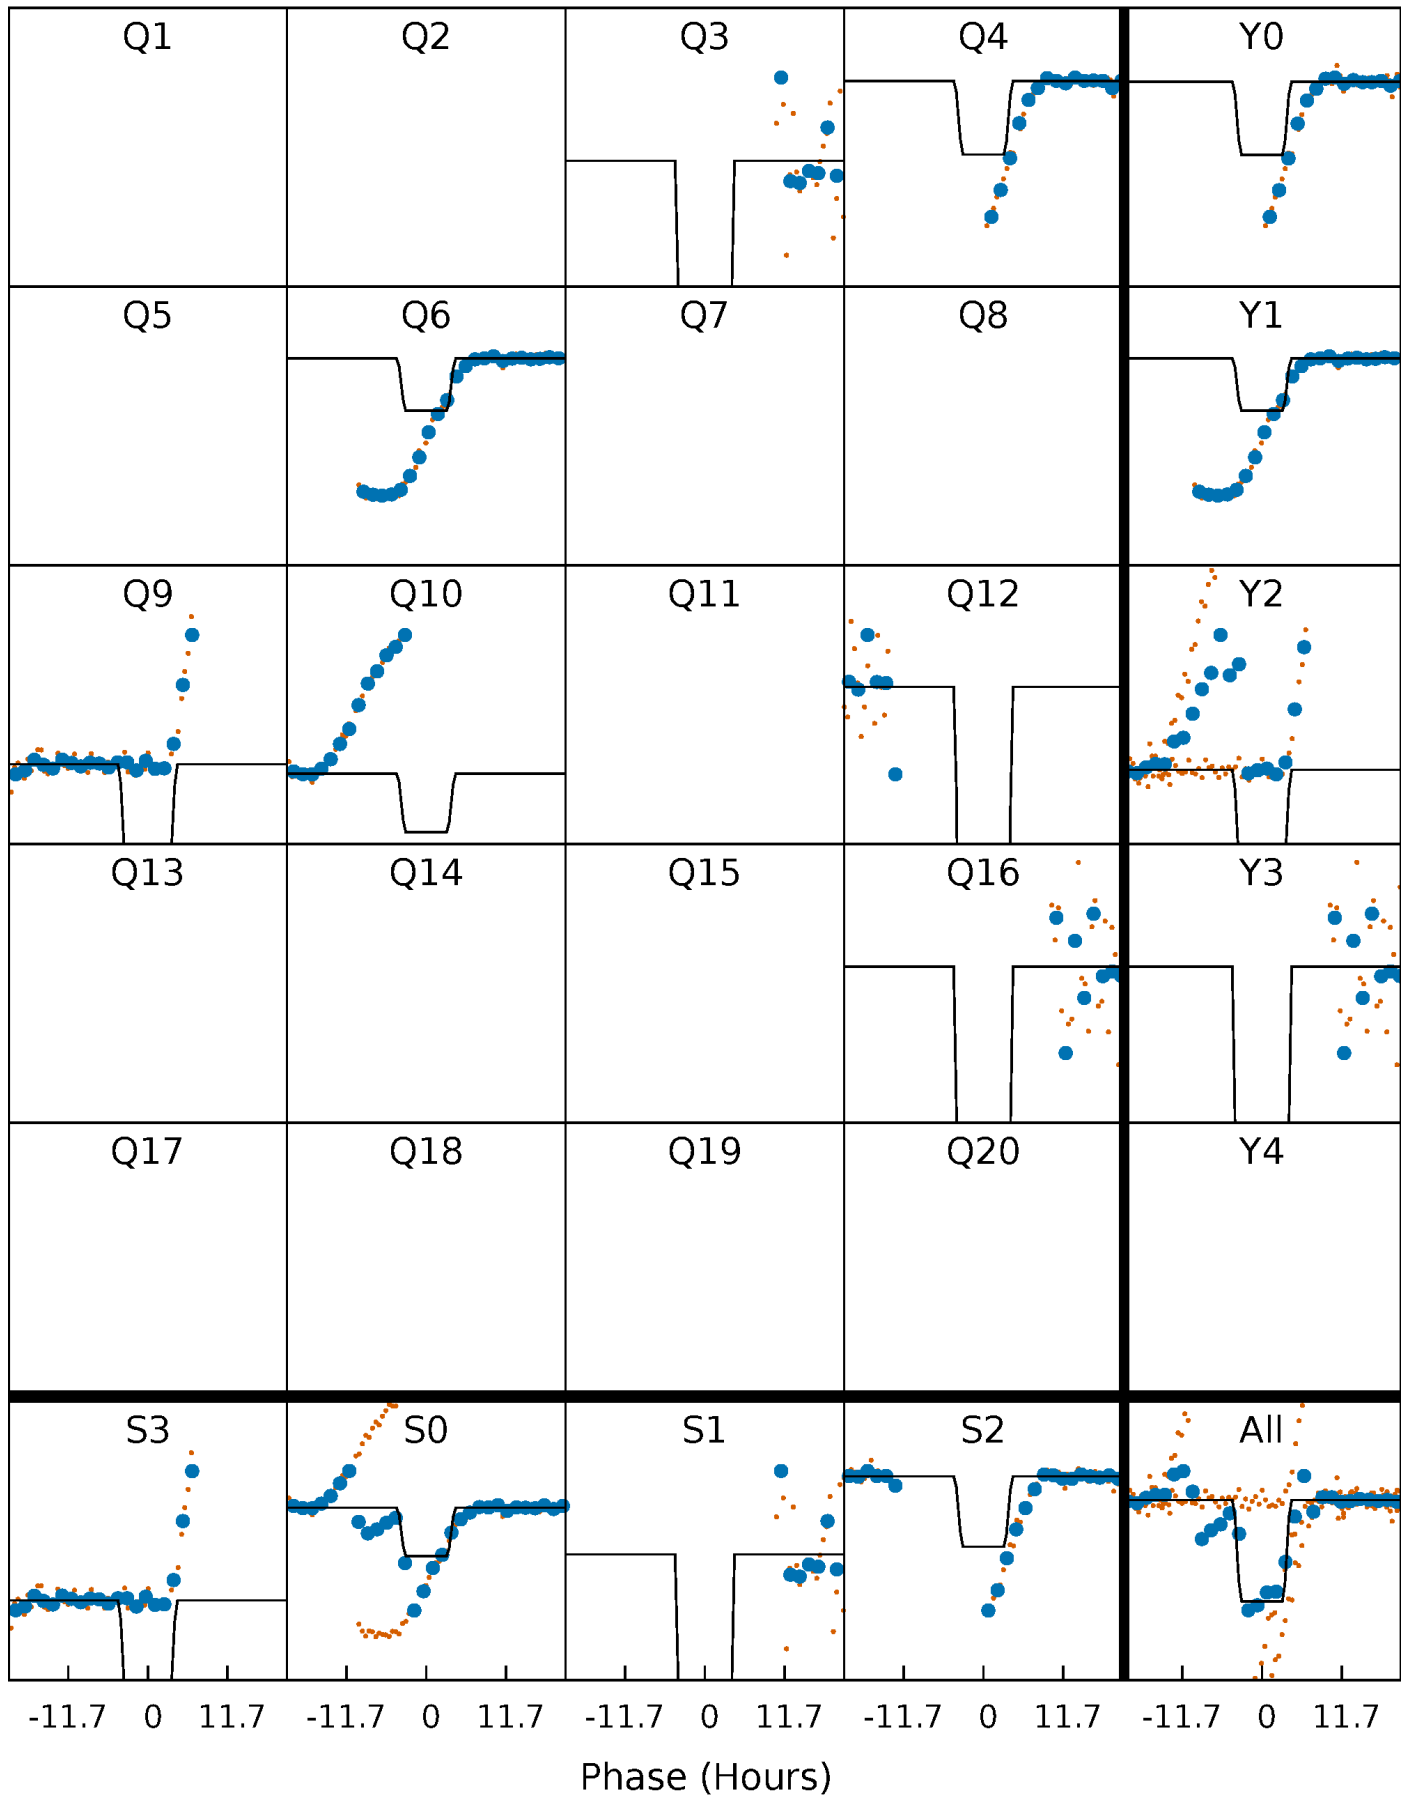 Q1 Q2 Q3 Q4 Y0
Q5 Q6 Q7 Q8 Y1
Q9 Q10 Q11 Q12 Y2
Q13 Q14 Q15 Q16 Y3
Q17 Q18 Q19 Q20 Y4
S3 S0 S1 S2 All
-11.7 0 11.7 -11.7 0 11.7 -11.7 0 11.7 -11.7 0 11.7 -11.7 0 11.7
Phase (Hours)